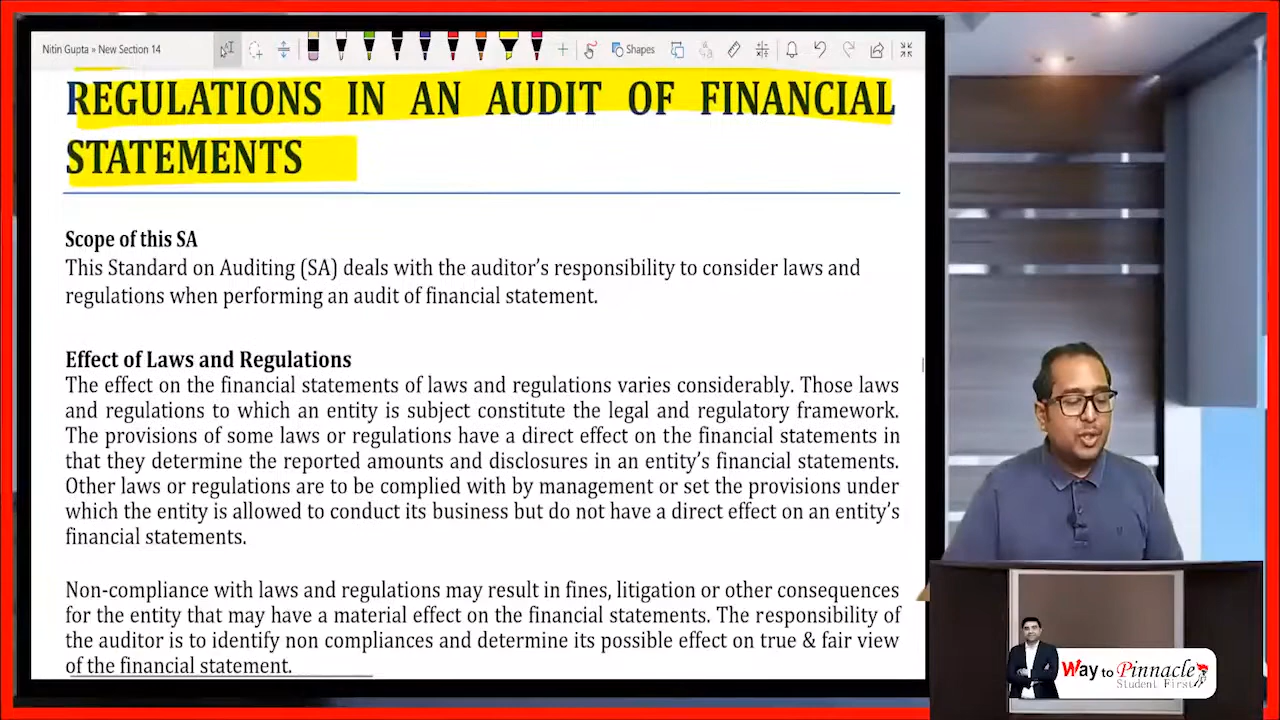 Nitin Gupta » New Section 14
Shapes
REGULATIONS IN AN AUDIT OF FINANCIAL
STATEMENTS
Scope of this SA
This Standard on Auditing (SA) deals with the auditor's responsibility to consider laws and
regulations when performing an audit of financial statement.
Effect of Laws and Regulations
The effect on the financial statements of laws and regulations varies considerably. Those laws
and regulations to which an entity is subject constitute the legal and regulatory framework.
The provisions of some laws or regulations have a direct effect on the financial statements in
that they determine the reported amounts and disclosures in an entity's financial statements.
Other laws or regulations are to be complied with by management or set the provisions under
which the entity is allowed to conduct its business but do not have a direct effect on an entity's
financial statements.
Non-compliance with laws and regulations may result in fines, litigation or other consequences
for the entity that may have a material effect on the financial statements. The responsibility of
the auditor is to identify non compliances and determine its possible effect on true & fair view
of the financial statement.
Way to Pinnacle
Student First